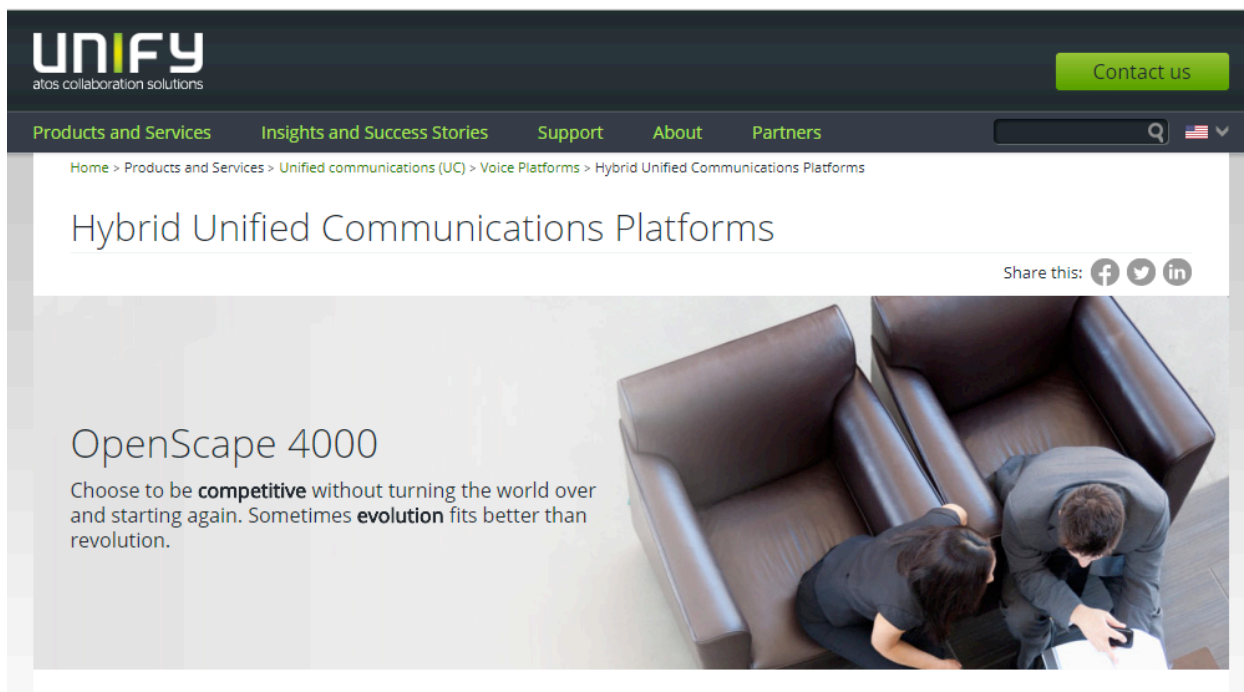 UNIFY
atos collaboration solutions
Contact us
Products and Services Insights and Success Stories Support About Partners
Home > Products and Services > Unified communications (UC) > Voice Platforms > Hybrid Unified Communications Platforms
Hybrid Unified Communications Platforms
Share this: f in
OpenScape 4000
Choose to be competitive without turning the world over
and starting again. Sometimes evolution fits better than
revolution.